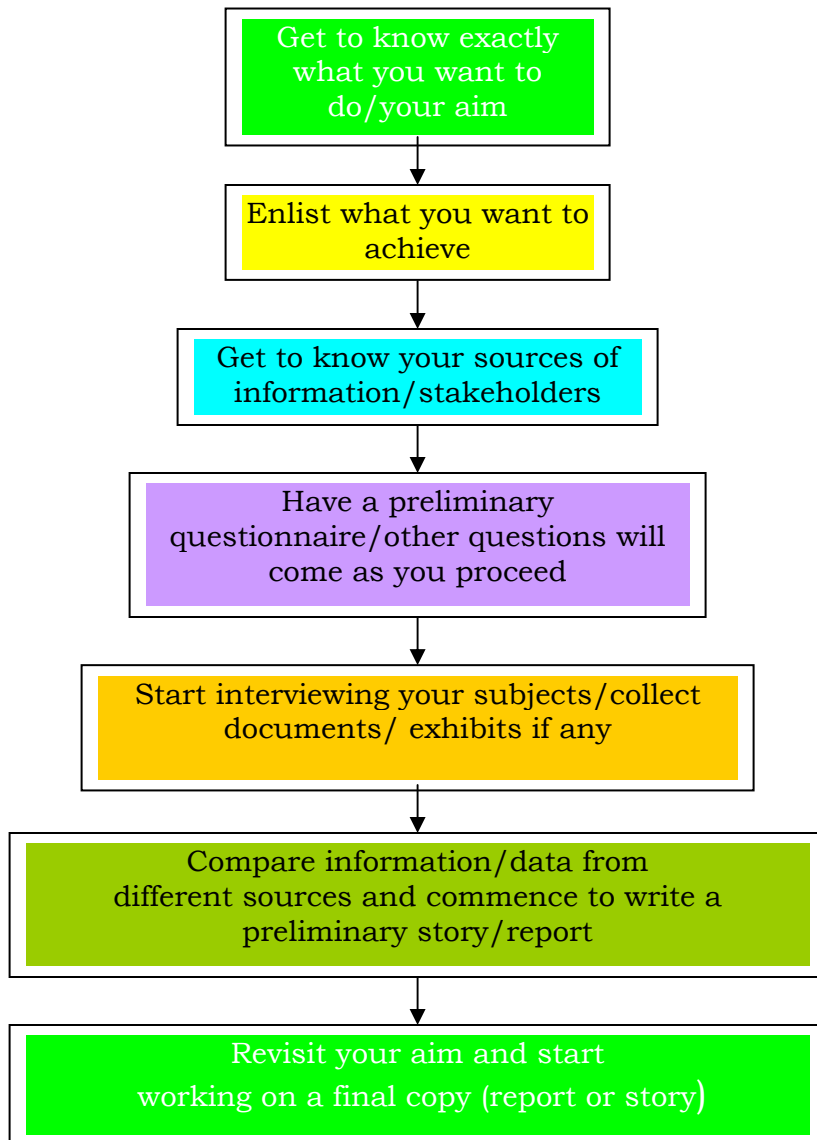 Get to know exactly
what you want to
do/your aim
Enlist what you want to
achieve
Get to know your sources of
information/stakeholders
Have a preliminary
questionnaire/other questions will
come as you proceed
Start interviewing your subjects/collect
documents/ exhibits if any
Compare information/data from
different sources and commence to write a
preliminary story/report
Revisit your aim and start
working on a final copy (report or story)